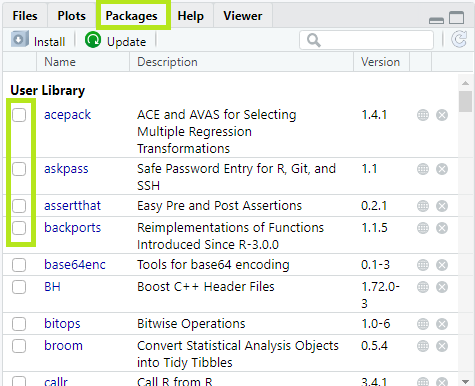 Files Plots Packages Help Viewer
Install Update
Name Description Version
User Library
acepack ACE and AVAS for Selecting 1.4.1
Multiple Regression
Transformations
askpass Safe Password Entry for R, Git, and 1.1
SSH
assertthat Easy Pre and Post Assertions 0.2.1
backports Reimplementations of Functions 1.1.5
Introduced Since R-3.0.0
base64enc Tools for base64 encoding 0.1-3
BH Boost C++ Header Files 1.72.0-
3
bitops Bitwise Operations 1.0-6
broom Convert Statistical Analysis Objects 0.5.4
into Tidy Tibbles
callr Call R from R 3.4.1